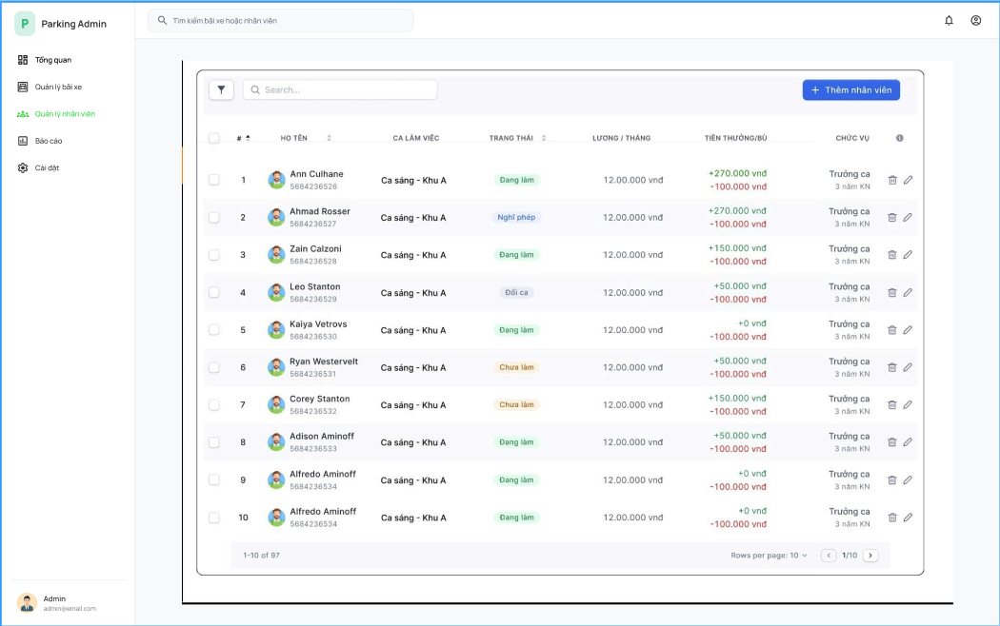 P Parking Admin
Tìm kiếm bãi xe hoặc nhân viên
Tổng quan
Quản lý bãi xe
Quản lý nhân viên
Báo cáo
Cài đặt
Search...
+ Thêm nhân viên
# HỌ TÊN CA LÀM VIỆC TRẠNG THÁI LƯƠNG / THÁNG TIỀN THƯỞNG/BÙ CHỨC VỤ
1 Ann Culhane 5684236526 Ca sáng - Khu A Đang làm 12.00.000 vnđ +270.000 vnđ -100.000 vnđ Trưởng ca 3 năm KN
2 Ahmad Rosser 5684236527 Ca sáng - Khu A Nghĩ phép 12.00.000 vnđ +270.000 vnđ -100.000 vnđ Trưởng ca 3 năm KN
3 Zain Calzoni 5684236528 Ca sáng - Khu A Đang làm 12.00.000 vnđ +150.000 vnđ -100.000 vnđ Trưởng ca 3 năm KN
4 Leo Stanton 5684236529 Ca sáng - Khu A Đổi ca 12.00.000 vnđ +50.000 vnđ -100.000 vnđ Trưởng ca 3 năm KN
5 Kaiya Vetrovs 5684236530 Ca sáng - Khu A Đang làm 12.00.000 vnđ +0 vnđ -100.000 vnđ Trưởng ca 3 năm KN
6 Ryan Westervelt 5684236531 Ca sáng - Khu A Chưa làm 12.00.000 vnđ +50.000 vnđ -100.000 vnđ Trưởng ca 3 năm KN
7 Corey Stanton 5684236532 Ca sáng - Khu A Chưa làm 12.00.000 vnđ +150.000 vnđ -100.000 vnđ Trưởng ca 3 năm KN
8 Adison Aminoff 5684236533 Ca sáng - Khu A Đang làm 12.00.000 vnđ +50.000 vnđ -100.000 vnđ Trưởng ca 3 năm KN
9 Alfredo Aminoff 5684236534 Ca sáng - Khu A Đang làm 12.00.000 vnđ +0 vnđ -100.000 vnđ Trưởng ca 3 năm KN
10 Alfredo Aminoff 5684236534 Ca sáng - Khu A Đang làm 12.00.000 vnđ +0 vnđ -100.000 vnđ Trưởng ca 3 năm KN
1-10 of 97 Rows per page: 10 1/10
Admin
admin@email.com